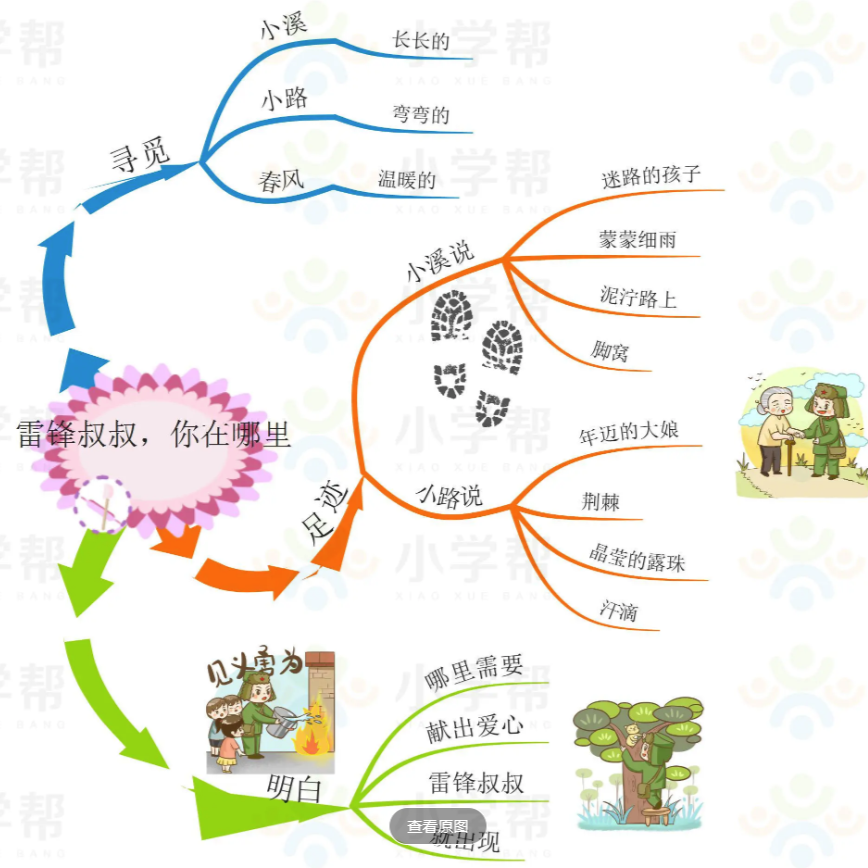 雷锋叔叔，你在哪里
寻觅
小溪
长长的
小路
弯弯的
春风
温暖的
足迹
小溪说
迷路的孩子
蒙蒙细雨
泥泞路上
脚窝
小路说
年迈的大娘
荆棘
晶莹的露珠
汗滴
明白
见义勇为
哪里需要
献出爱心
雷锋叔叔
就出现
查看原图
小学帮
XIAO XUE BANG